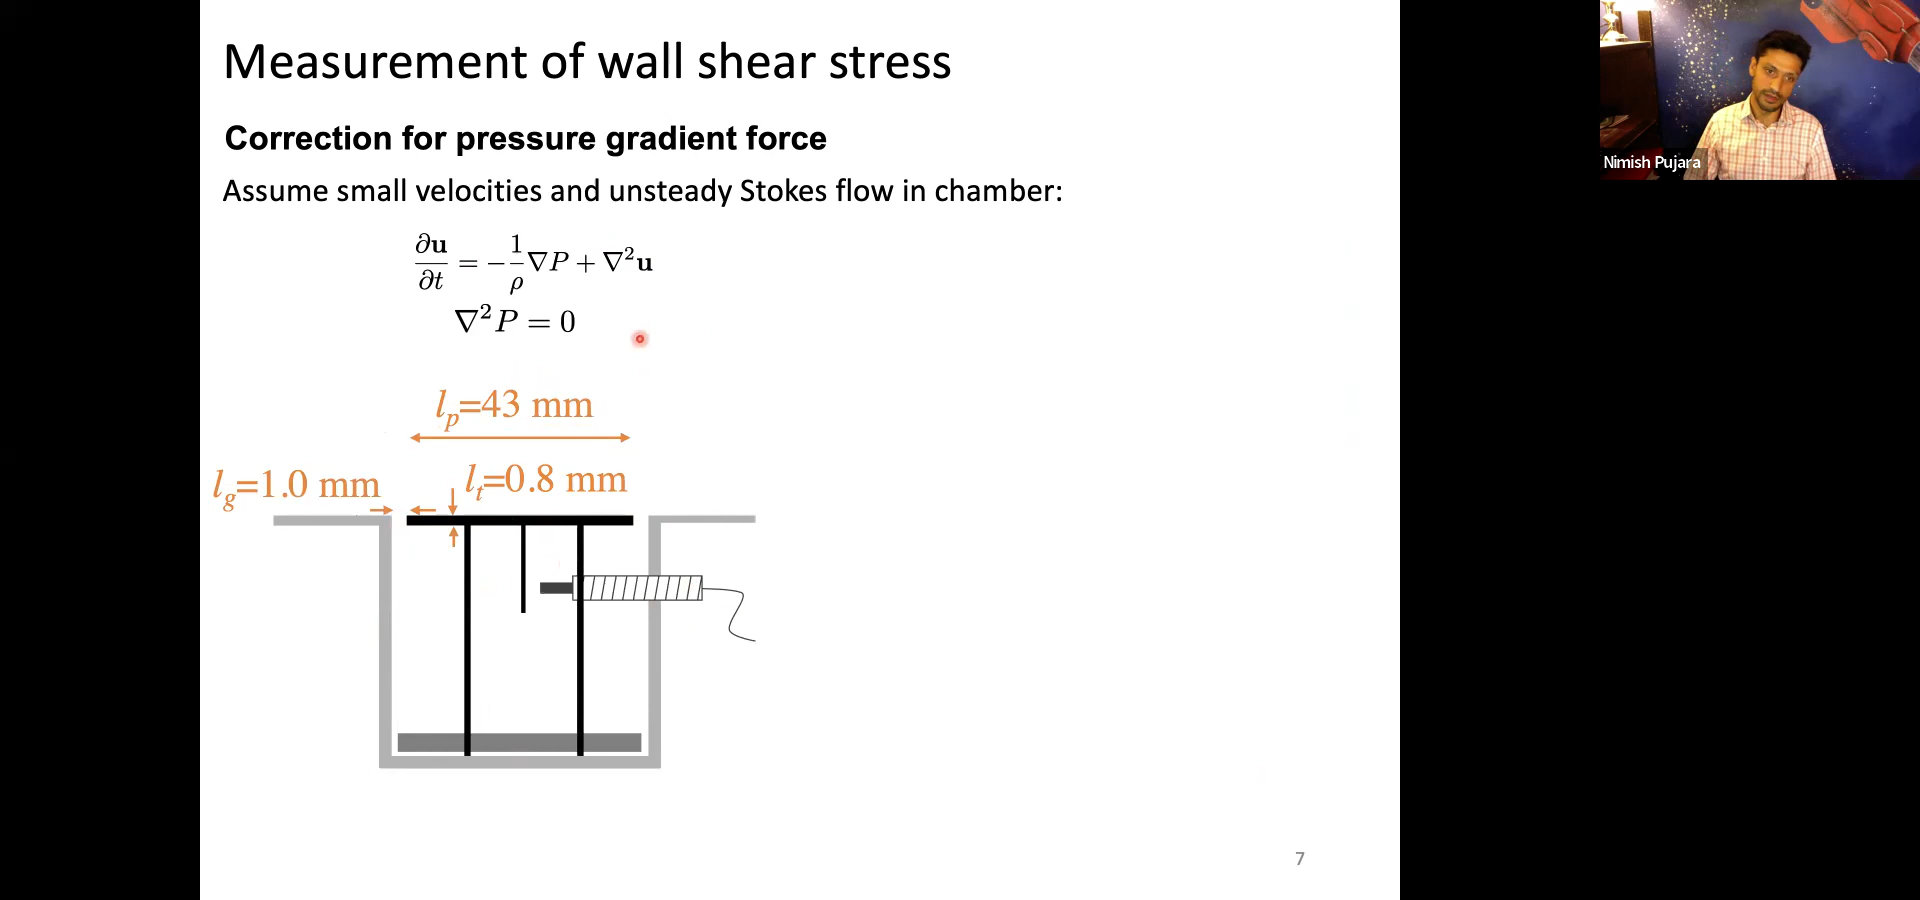 Measurement of wall shear stress
Correction for pressure gradient force
Assume small velocities and unsteady Stokes flow in chamber:
∂u/∂t = −1/ρ ∇P + ∇²u
∇²P = 0
l_p=43 mm
l_g=1.0 mm
l_t=0.8 mm
7
Nimish Pujara